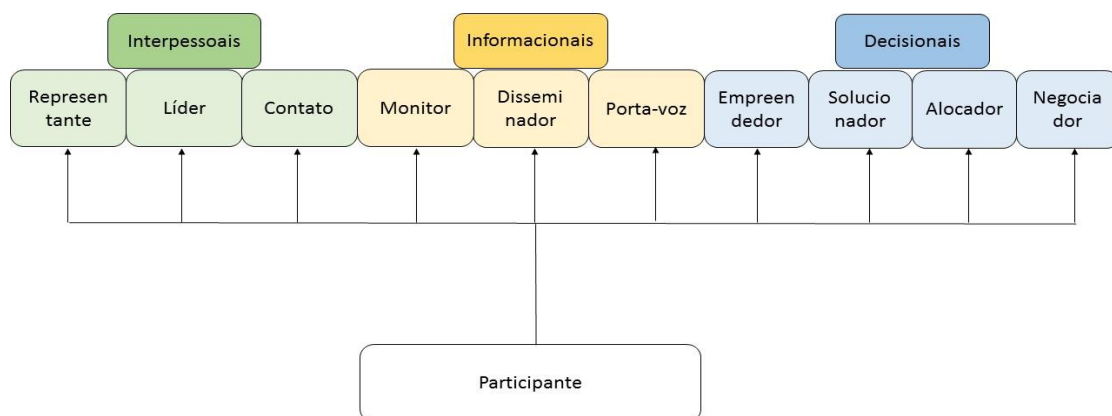 Interpessoais
Informacionais
Decisionais
Represen
tante
Líder
Contato
Monitor
Dissemi
nador
Porta-voz
Empreen
dedor
Solucio
nador
Alocador
Negocia
dor
Participante